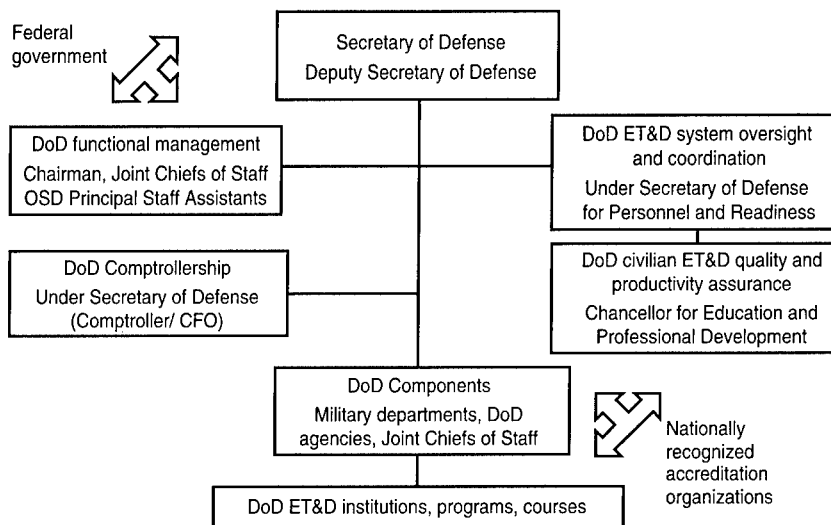 Federal
government
Secretary of Defense
Deputy Secretary of Defense
DoD functional management
Chairman, Joint Chiefs of Staff
OSD Principal Staff Assistants
DoD ET&D system oversight
and coordination
Under Secretary of Defense
for Personnel and Readiness
DoD Comptrollership
Under Secretary of Defense
(Comptroller/ CFO)
DoD civilian ET&D quality and
productivity assurance
Chancellor for Education and
Professional Development
DoD Components
Military departments, DoD
agencies, Joint Chiefs of Staff
Nationally
recognized
accreditation
organizations
DoD ET&D institutions, programs, courses